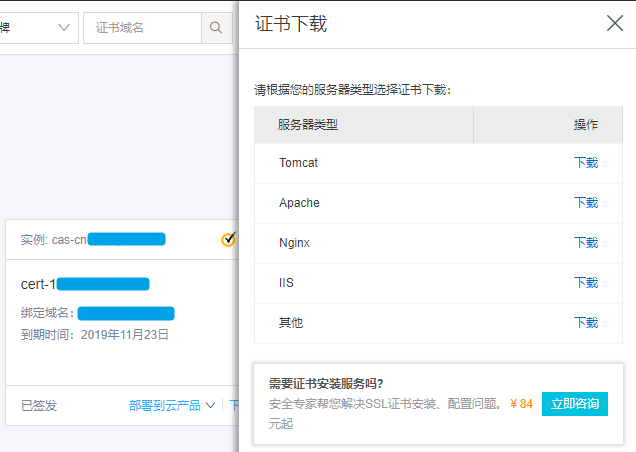 牌
证书域名
实例: cas-cn
cert-1
绑定域名:
到期时间: 2019年11月23日
已签发
部署到云产品
下
证书下载
请根据您的服务器类型选择证书下载:
服务器类型 操作
Tomcat 下载
Apache 下载
Nginx 下载
IIS 下载
其他 下载
需要证书安装服务吗?
安全专家帮您解决SSL证书安装、配置问题。¥84
元起
立即咨询